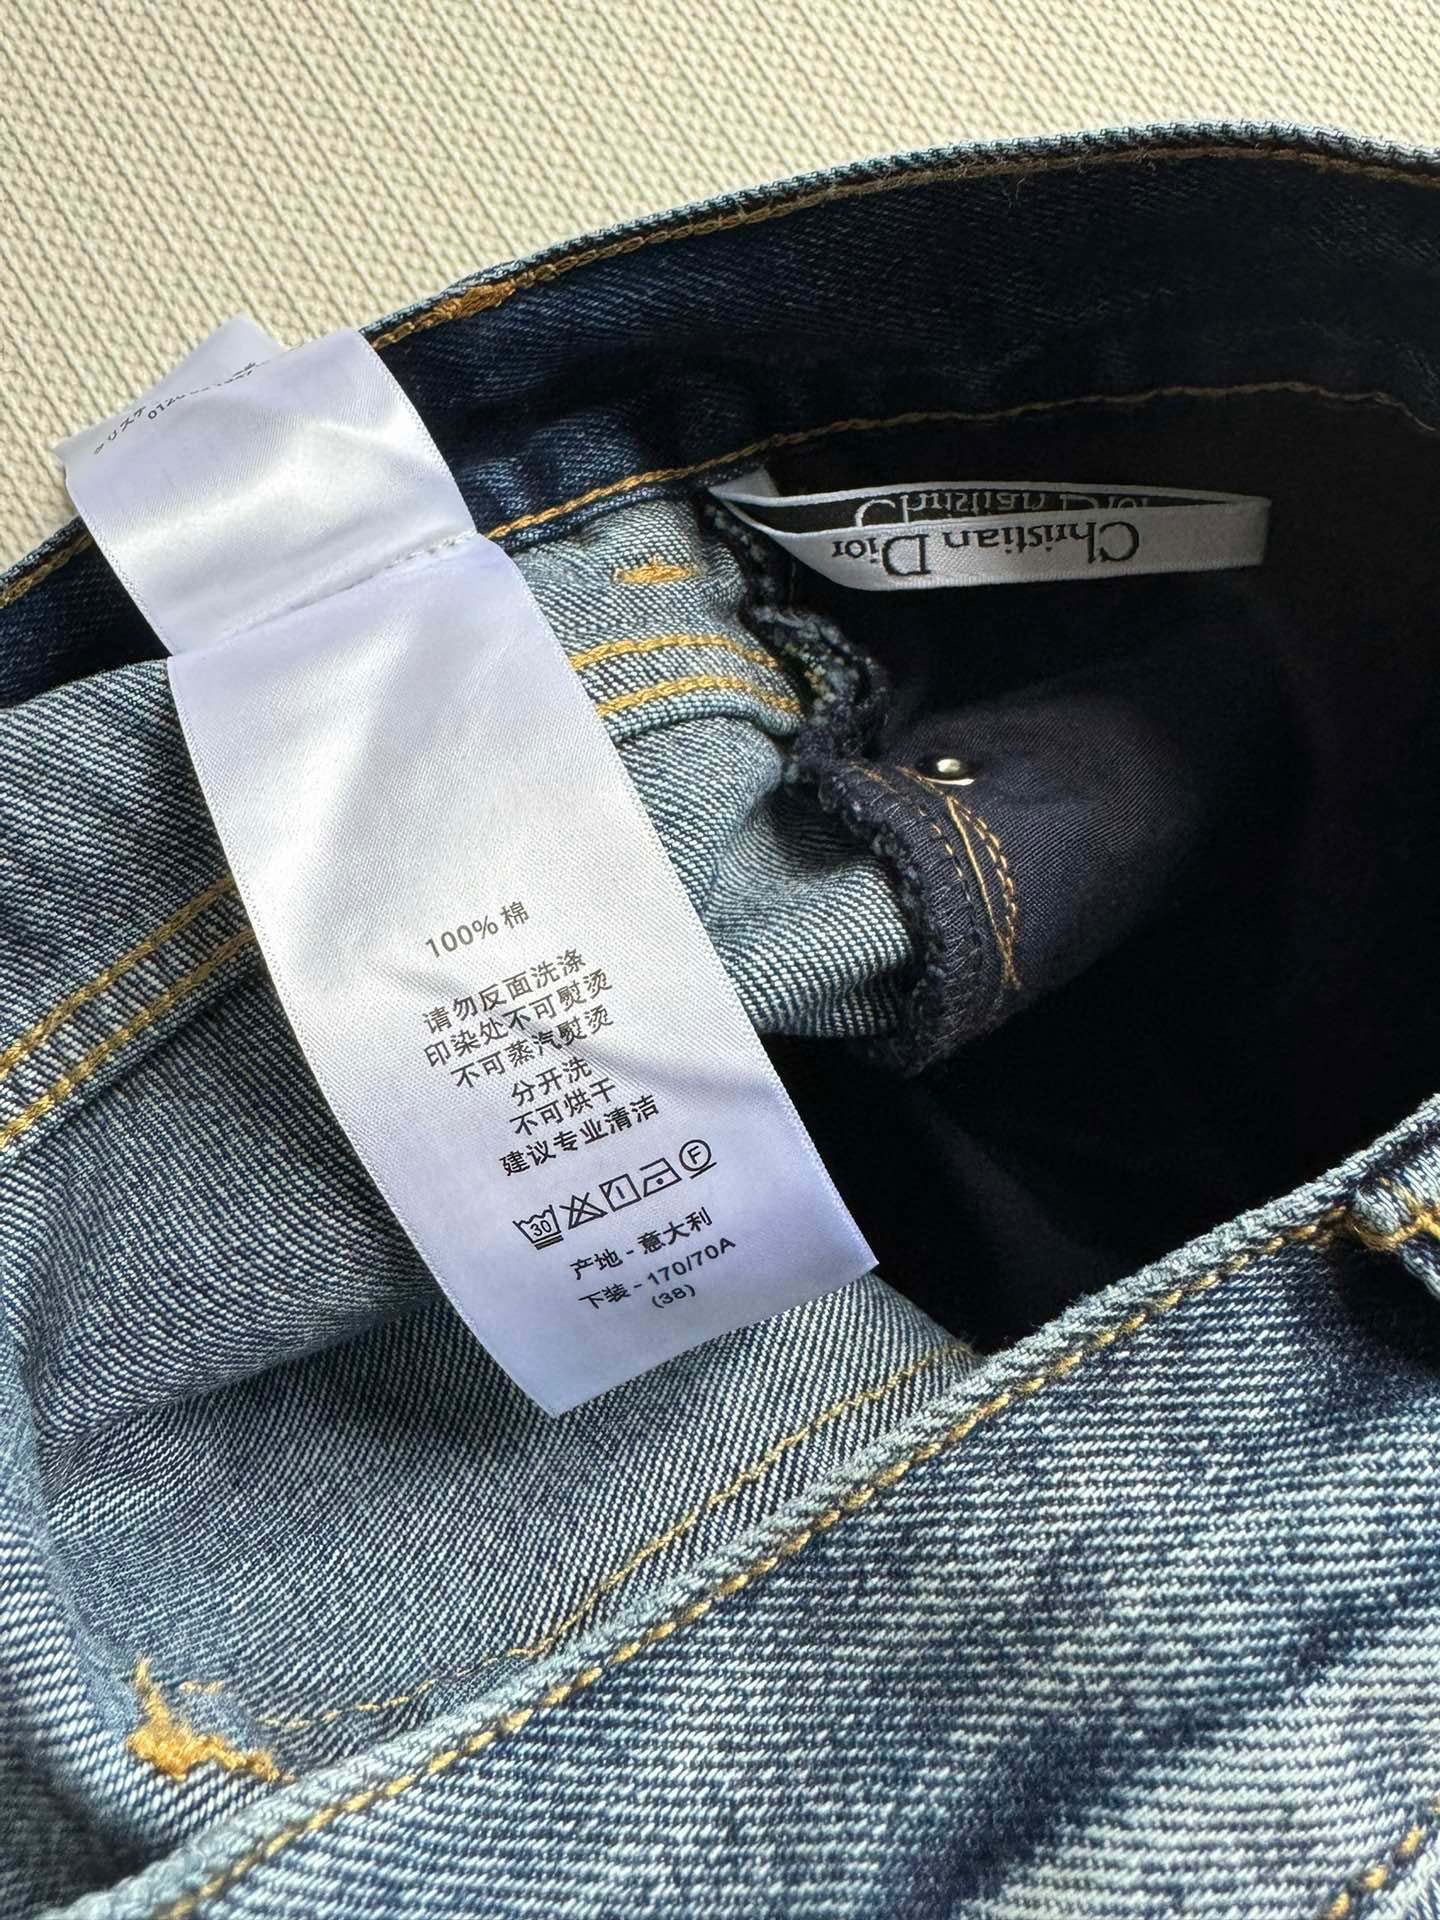 Christian Dior
Christian Dior
100% 棉
请勿反面洗涤
印染处不可熨烫
不可蒸汽熨烫
分开洗
不可烘干
建议专业清洁
30 F
产地 - 意大利
下装 - 170/70A
(38)